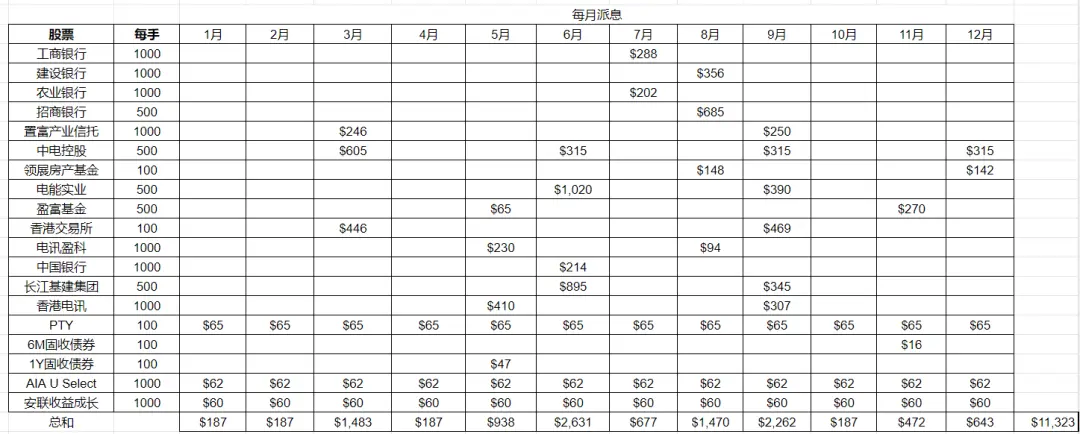 每月派息
股票 每手 1月 2月 3月 4月 5月 6月 7月 8月 9月 10月 11月 12月
工商银行 1000 $288
建设银行 1000 $356
农业银行 1000 $202
招商银行 500 $685
置富产业信托 1000 $246 $250
中电控股 500 $605 $315 $315 $315
领展房产基金 100 $148 $142
电能实业 500 $1,020 $390
盈富基金 500 $65 $270
香港交易所 100 $446 $469
电讯盈科 1000 $230 $94
中国银行 1000 $214
长江基建集团 500 $895 $345
香港电讯 1000 $410 $307
PTY 100 $65 $65 $65 $65 $65 $65 $65 $65 $65 $65 $65 $65
6M固收债券 100 $16
1Y固收债券 100 $47
AIA U Select 1000 $62 $62 $62 $62 $62 $62 $62 $62 $62 $62 $62 $62
安联收益成长 1000 $60 $60 $60 $60 $60 $60 $60 $60 $60 $60 $60 $60
总和 $187 $187 $1,483 $187 $938 $2,631 $677 $1,470 $2,262 $187 $472 $643 $11,323